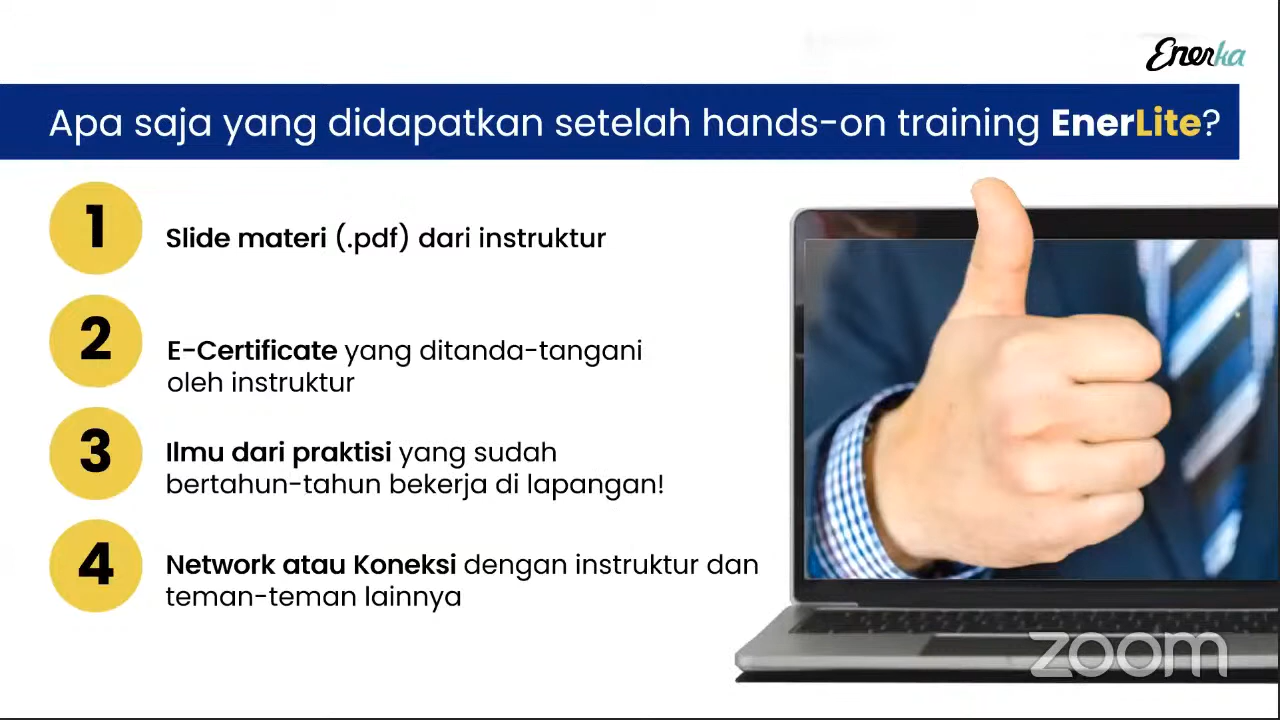 Enerka
Apa saja yang didapatkan setelah hands-on training EnerLite?
1
Slide materi (.pdf) dari instruktur
2
E-Certificate yang ditanda-tangani
oleh instruktur
3
Ilmu dari praktisi yang sudah
bertahun-tahun bekerja di lapangan!
4
Network atau Koneksi dengan instruktur dan
teman-teman lainnya
zoom